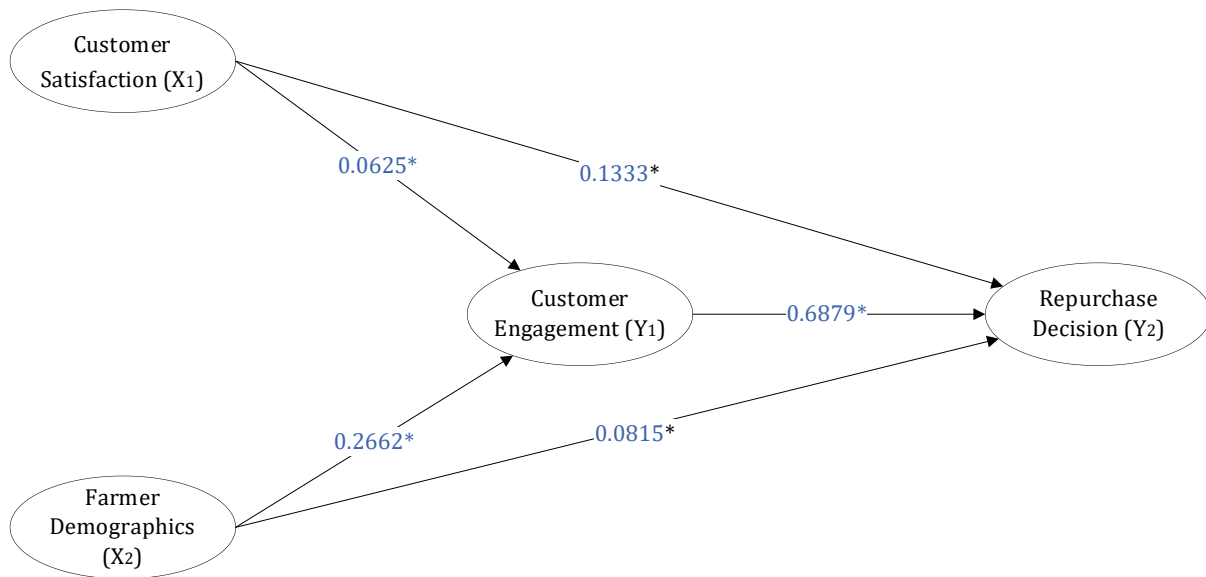 Customer
Satisfaction (X1)
0.0625*
0.1333*
Customer
Engagement (Y1)
0.6879*
Repurchase
Decision (Y2)
0.2662*
0.0815*
Farmer
Demographics
(X2)